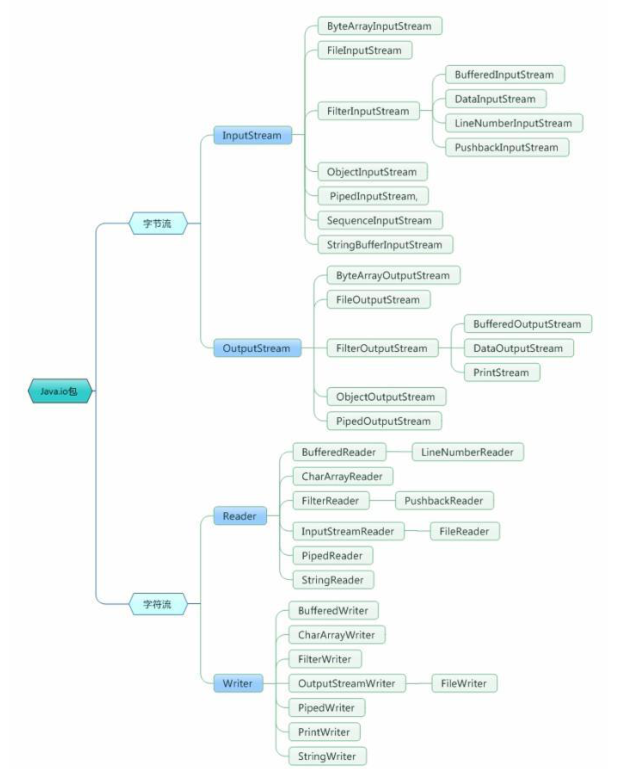 Java.io包
字节流
InputStream
ByteArrayInputStream
FileInputStream
FilterInputStream
BufferedInputStream
DataInputStream
LineNumberInputStream
PushbackInputStream
ObjectInputStream
PipedInputStream,
SequenceInputStream
StringBufferInputStream
OutputStream
ByteArrayOutputStream
FileOutputStream
FilterOutputStream
BufferedOutputStream
DataOutputStream
PrintStream
ObjectOutputStream
PipedOutputStream
字符流
Reader
BufferedReader
LineNumberReader
CharArrayReader
FilterReader
PushbackReader
InputStreamReader
FileReader
PipedReader
StringReader
Writer
BufferedWriter
CharArrayWriter
FilterWriter
OutputStreamWriter
FileWriter
PipedWriter
PrintWriter
StringWriter